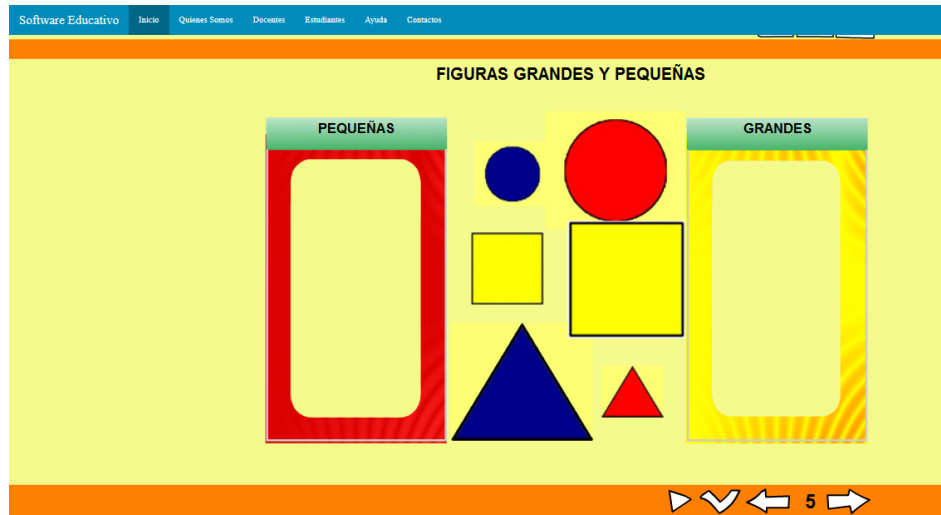 Software Educativo Inicio Quienes Somos Docentes Estudiantes Ayuda Contactos
FIGURAS GRANDES Y PEQUEÑAS
PEQUEÑAS
GRANDES
5